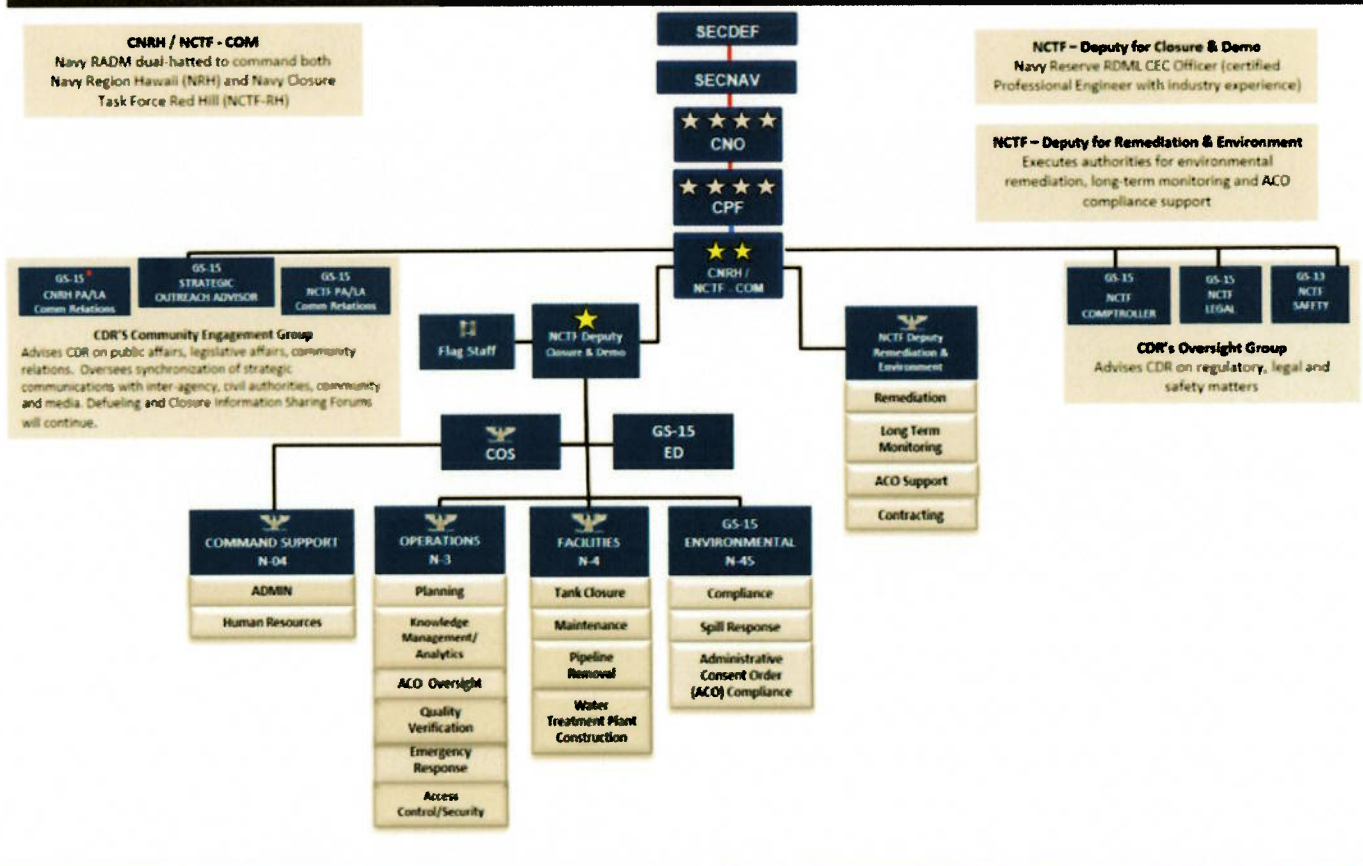 CNRH / NCTF - COM
Navy RADM dual-hatted to command both
Navy Region Hawaii (NRH) and Navy Closure
Task Force Red Hill (NCTF-RH)
SECDEF
SECNAV
CNO
CPF
CNRH /
NCTF - COM
NCTF – Deputy for Closure & Demo
Navy Reserve RDML CEC Officer (certified
Professional Engineer with industry experience)
NCTF – Deputy for Remediation & Environment
Executes authorities for environmental
remediation, long-term monitoring and ACO
compliance support
GS-15
CNRH PA/LA
Comm Relations
GS-15
STRATEGIC
OUTREACH ADVISOR
GS-15
NCTF PA/LA
Comm Relations
CDR'S Community Engagement Group
Advises CDR on public affairs, legislative affairs, community
relations. Oversees synchronization of strategic
communications with inter-agency, civil authorities, community
and media. Defueling and Closure Information Sharing Forums
will continue.
Flag Staff
NCTF Deputy
Closure & Demo
NCTF Deputy
Remediation &
Environment
Remediation
Long Term
Monitoring
ACO Support
Contracting
GS-15
NCTF
COMPTROLLER
GS-15
NCTF
LEGAL
GS-13
NCTF
SAFETY
CDR's Oversight Group
Advises CDR on regulatory, legal and
safety matters
COS
GS-15
ED
COMMAND SUPPORT
N-04
ADMIN
Human Resources
OPERATIONS
N-3
Planning
Knowledge
Management/
Analytics
ACO Oversight
Quality
Verification
Emergency
Response
Access
Control/Security
FACILITIES
N-4
Tank Closure
Maintenance
Pipeline
Removal
Water
Treatment Plant
Construction
GS-15
ENVIRONMENTAL
N-45
Compliance
Spill Response
Administrative
Consent Order
(ACO) Compliance